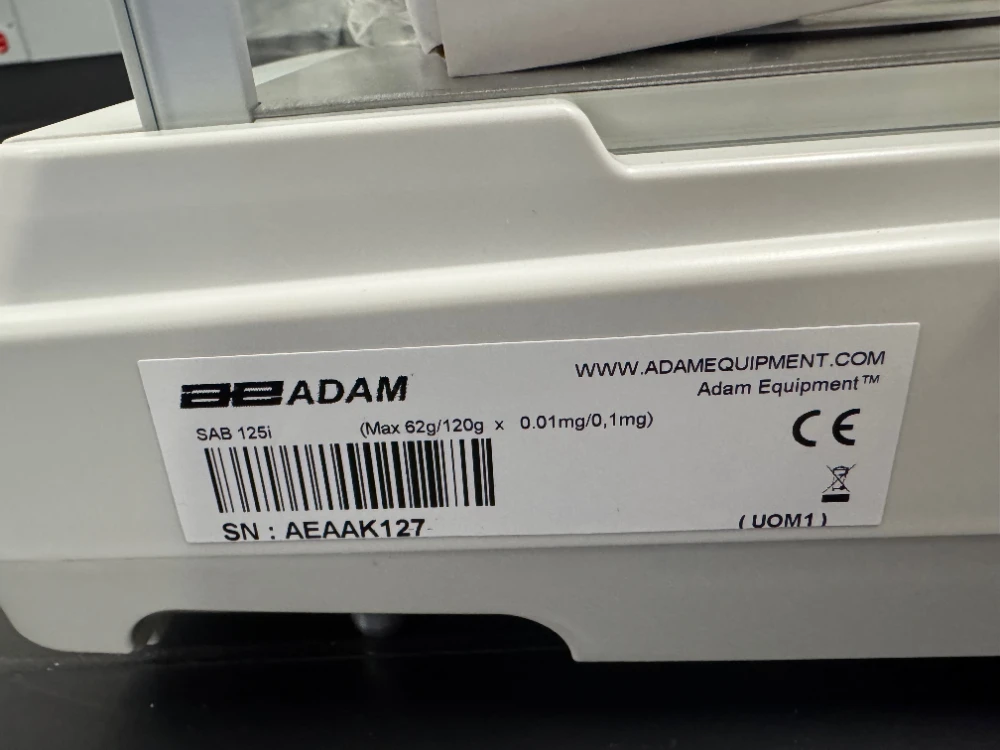 ADAM
WWW.ADAMEQUIPMENT.COM
Adam Equipment™
SAB 125i (Max 62g/120g x 0.01mg/0,1mg)
CE
SN : AEAAK127
( UOM1 )